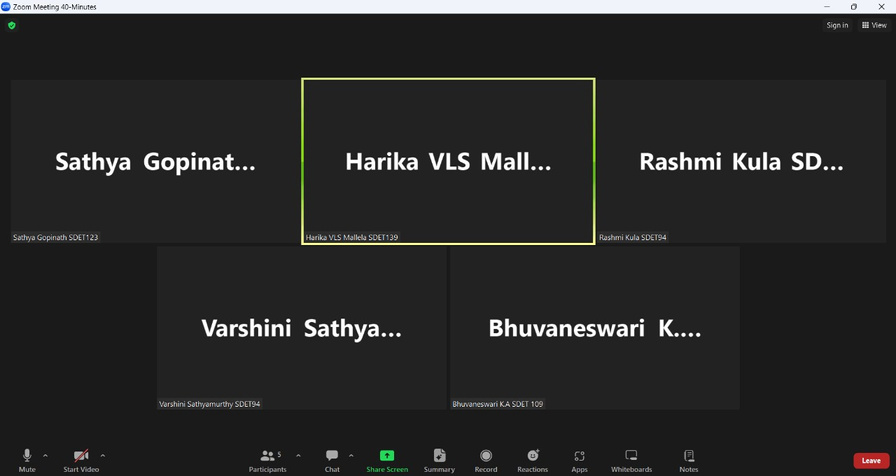 zm Zoom Meeting 40-Minutes
Sign in View
Sathya Gopinat...
Harika VLS Mall...
Rashmi Kula SD...
Sathya Gopinath SDET123
Harika VLS Mallela SDET139
Rashmi Kula SDET94
Varshini Sathya...
Bhuvaneswari K....
Varshini Sathyamurthy SDET94
Bhuvaneswari K.A SDET 109
5
Mute Start Video Participants Chat Share Screen Summary Record Reactions Apps Whiteboards Notes Leave